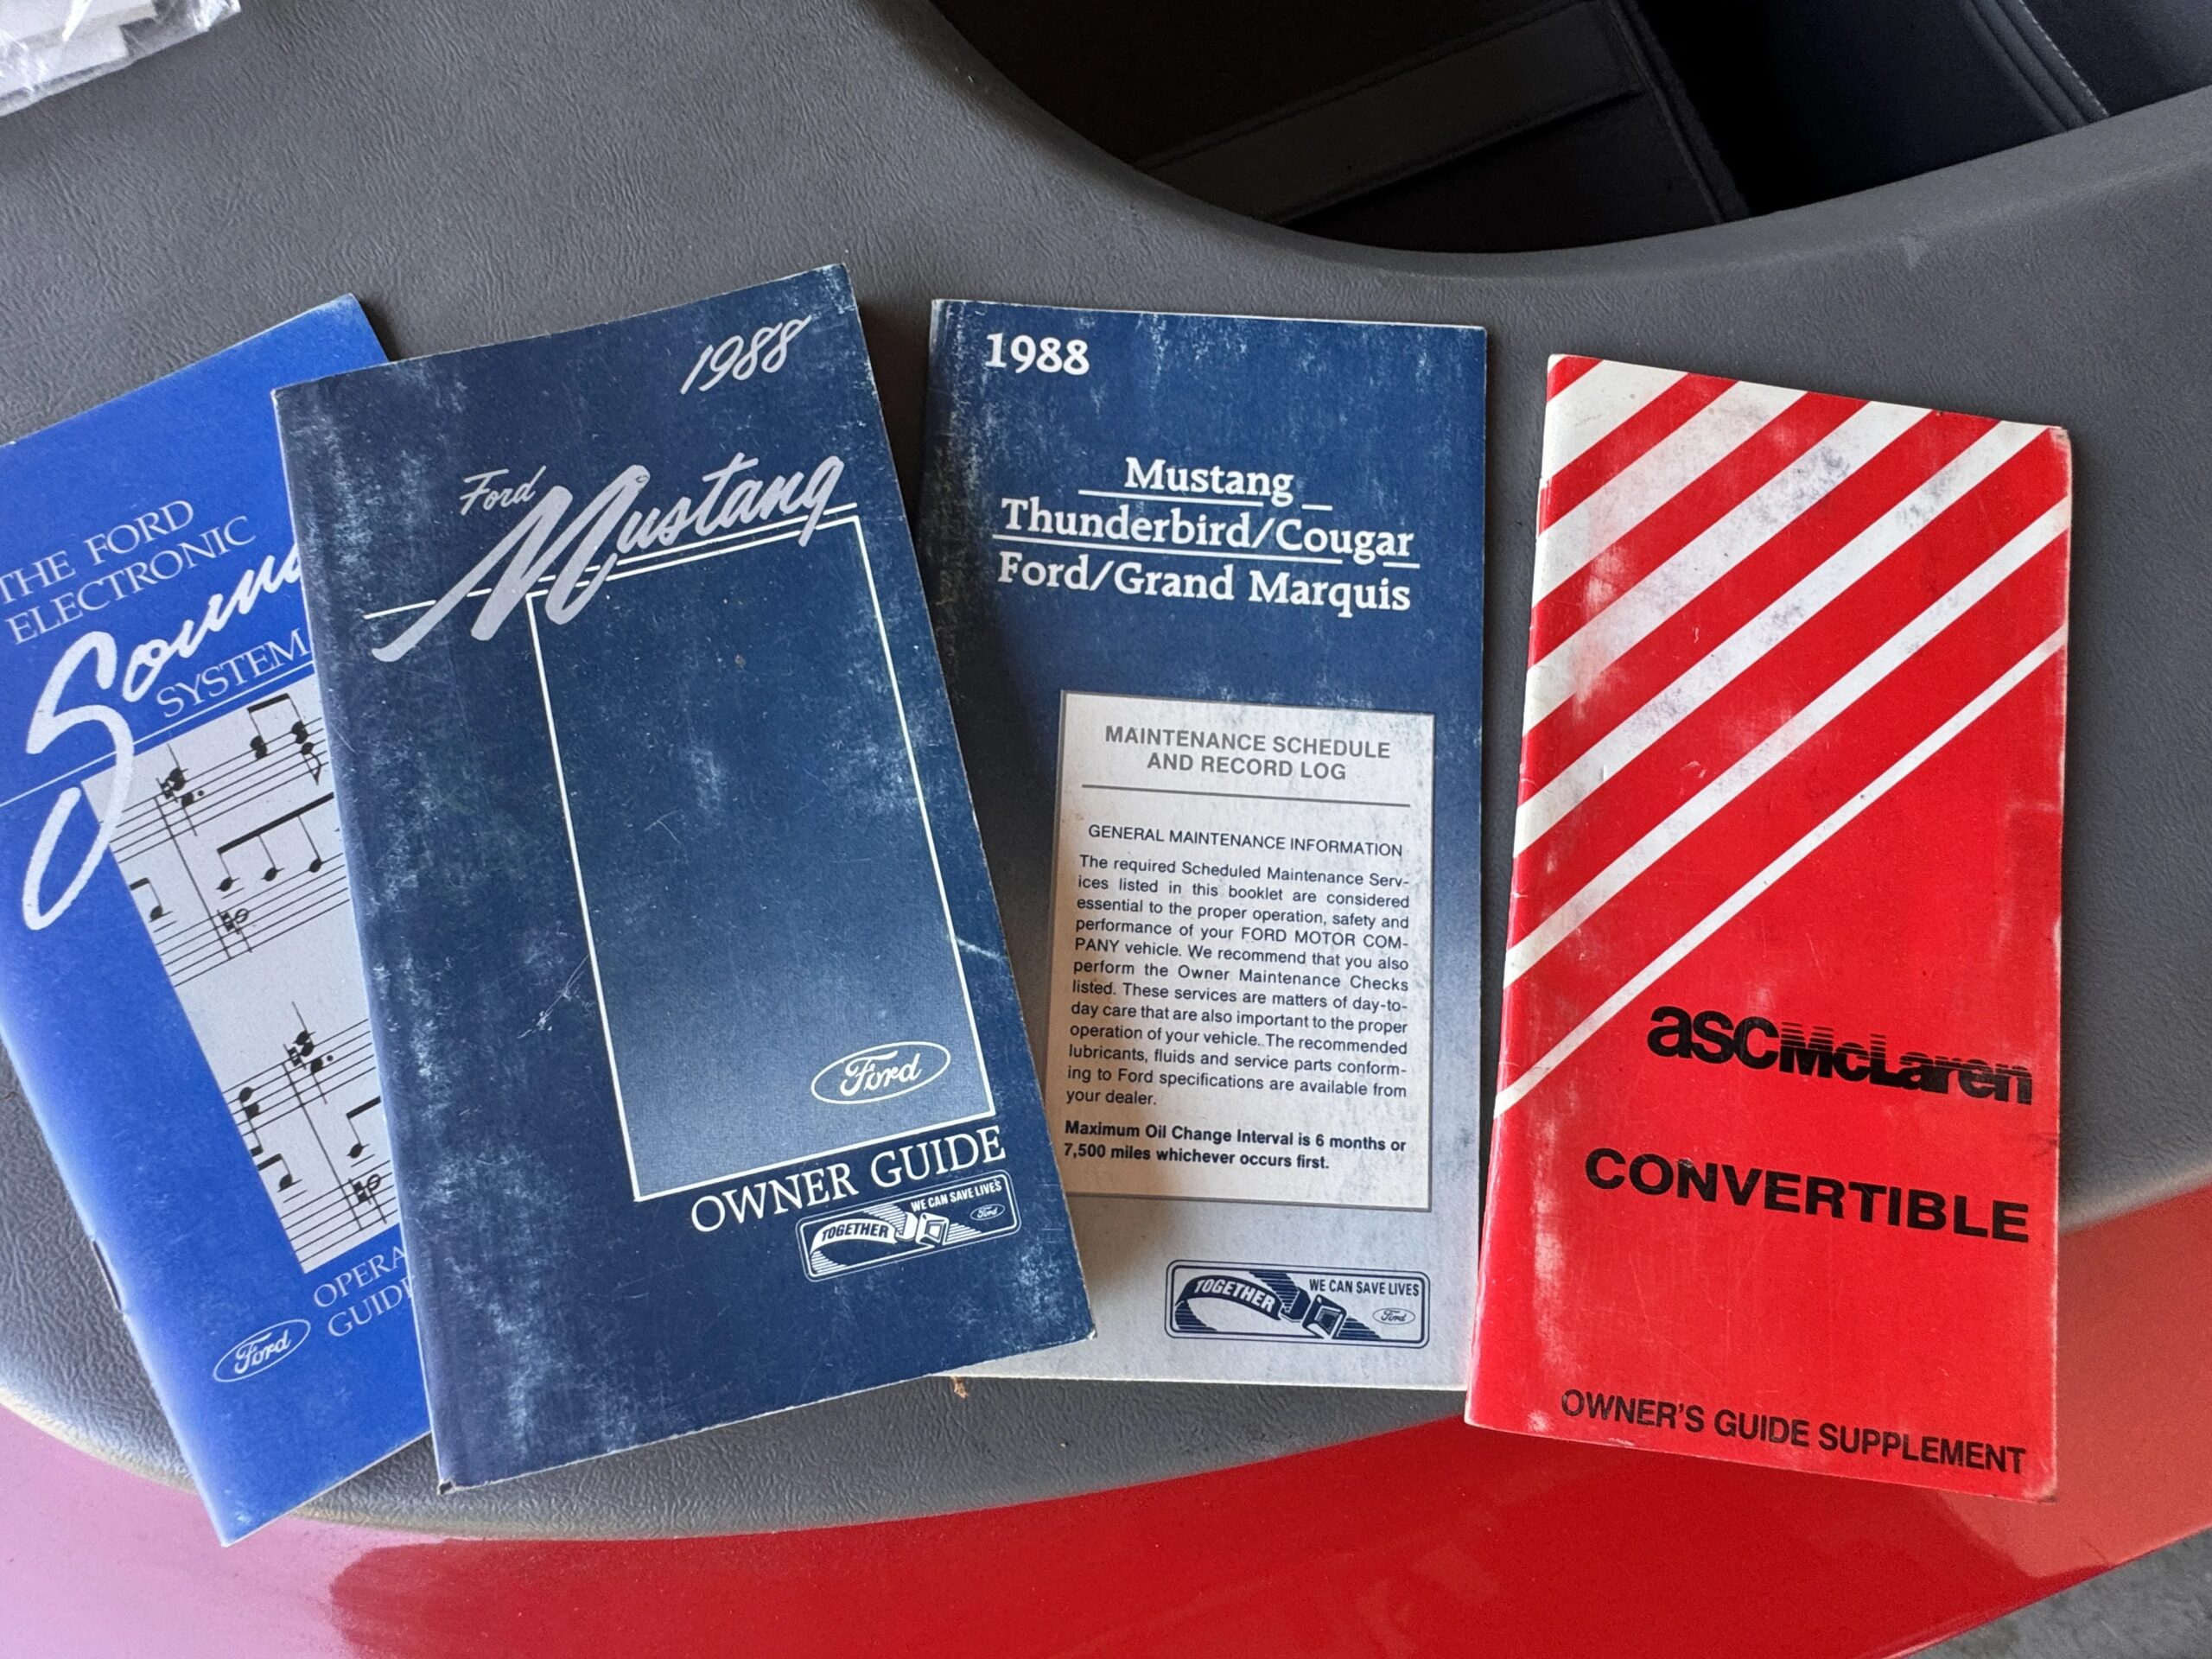 THE FORD
ELECTRONIC
Sound
SYSTEM
Ford
1988
Ford
Mustang
Ford
OWNER GUIDE
TOGETHER
WE CAN SAVE LIVES
Ford
1988
Mustang
Thunderbird/Cougar
Ford/Grand Marquis
MAINTENANCE SCHEDULE
AND RECORD LOG
GENERAL MAINTENANCE INFORMATION
The required Scheduled Maintenance Serv-
ices listed in this booklet are considered
essential to the proper operation, safety and
performance of your FORD MOTOR COM-
PANY vehicle. We recommend that you also
perform the Owner Maintenance Checks
listed. These services are matters of day-to-
day care that are also important to the proper
operation of your vehicle. The recommended
lubricants, fluids and service parts conform-
ing to Ford specifications are available from
your dealer.
Maximum Oil Change Interval is 6 months or
7,500 miles whichever occurs first.
TOGETHER
WE CAN SAVE LIVES
Ford
asc McLaren
CONVERTIBLE
OWNER'S GUIDE SUPPLEMENT